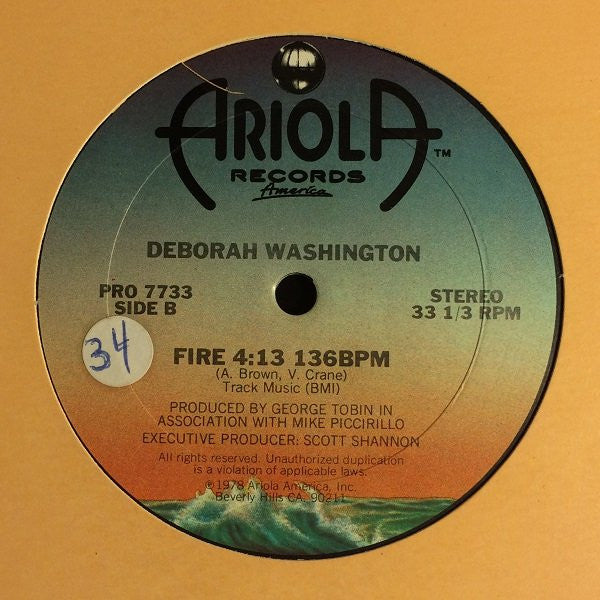 ARIOLA TM
RECORDS
America
DEBORAH WASHINGTON
PRO 7733
SIDE B
STEREO
33 1/3 RPM
34
FIRE 4:13 136BPM
(A. Brown, V. Crane)
Track Music (BMI)
PRODUCED BY GEORGE TOBIN IN
ASSOCIATION WITH MIKE PICCIRILLO
EXECUTIVE PRODUCER: SCOTT SHANNON
All rights reserved. Unauthorized duplication
is a violation of applicable laws.
℗1978 Ariola America, Inc.
Beverly Hills CA. 90211